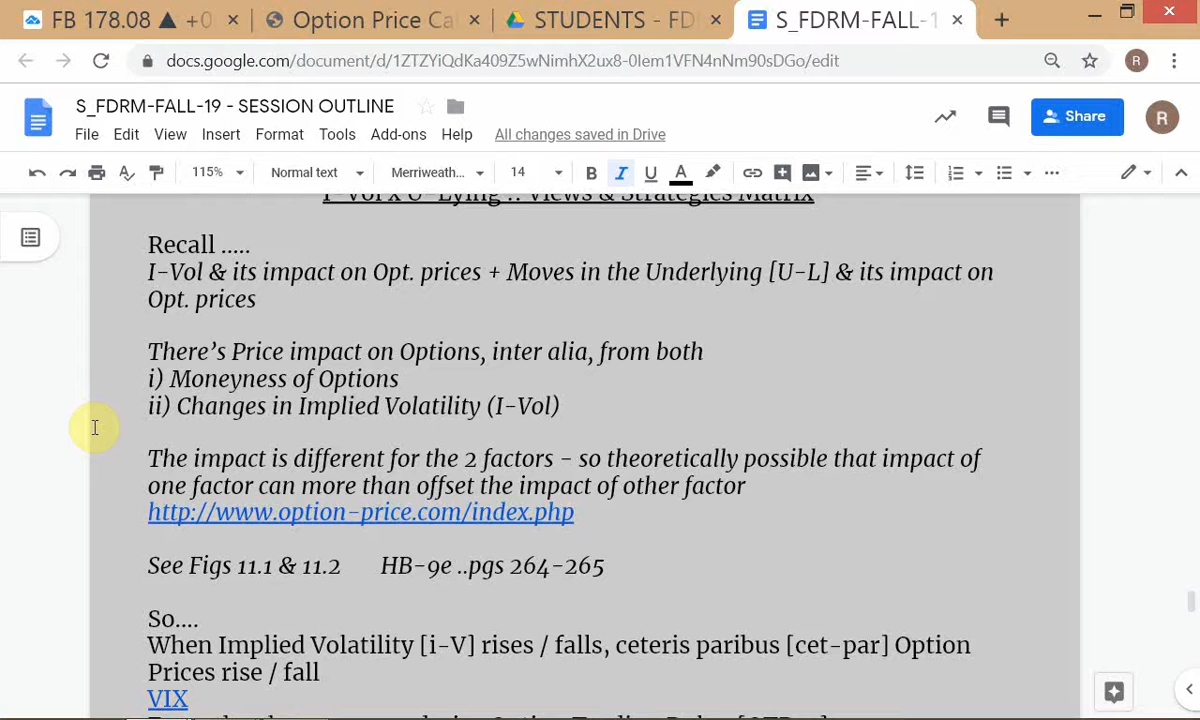 FB 178.08 ▲ +0
Option Price Ca
STUDENTS - FDR
S_FDRM-FALL-1
docs.google.com/document/d/1ZTZYiQdKa409Z5wNimhX2ux8-0Iem1VFN4nNm90sDGo/edit
R
S_FDRM-FALL-19 - SESSION OUTLINE
File Edit View Insert Format Tools Add-ons Help All changes saved in Drive
Share
R
115% Normal text Merriweath... 14 B I U A
I-Vol x U-Lying :: Views & Strategies Matrix
Recall .....
I-Vol & its impact on Opt. prices + Moves in the Underlying [U-L] & its impact on
Opt. prices
There's Price impact on Options, inter alia, from both
i) Moneyness of Options
ii) Changes in Implied Volatility (I-Vol)
The impact is different for the 2 factors - so theoretically possible that impact of
one factor can more than offset the impact of other factor
http://www.option-price.com/index.php
See Figs 11.1 & 11.2 HB-9e ..pgs 264-265
So....
When Implied Volatility [i-V] rises / falls, ceteris paribus [cet-par] Option
Prices rise / fall
VIX